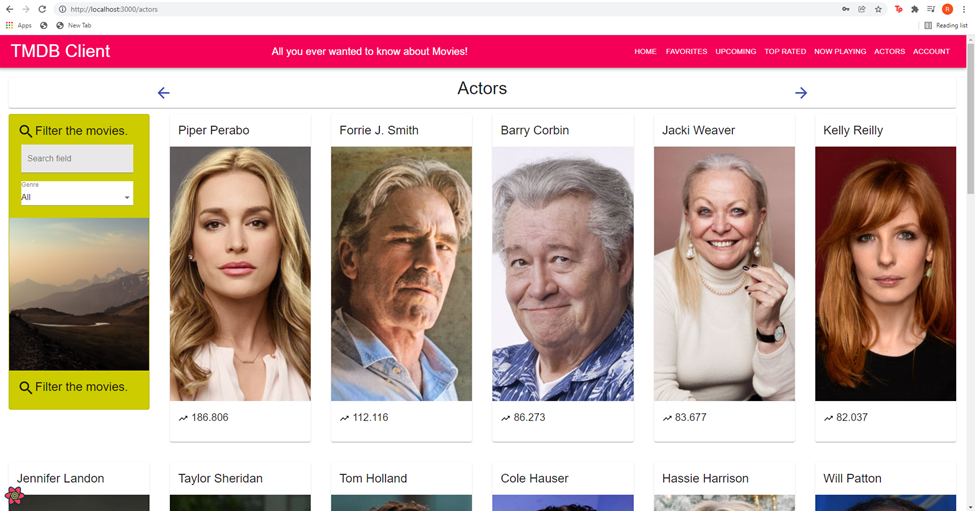 http://localhost:3000/actors
Apps
New Tab
Reading list
TMDB Client
All you ever wanted to know about Movies!
HOME FAVORITES UPCOMING TOP RATED NOW PLAYING ACTORS ACCOUNT
Actors
Filter the movies.
Search field
Genre
All
Filter the movies.
Piper Perabo
186.806
Forrie J. Smith
112.116
Barry Corbin
86.273
Jacki Weaver
83.677
Kelly Reilly
82.037
Jennifer Landon
Taylor Sheridan
Tom Holland
Cole Hauser
Hassie Harrison
Will Patton